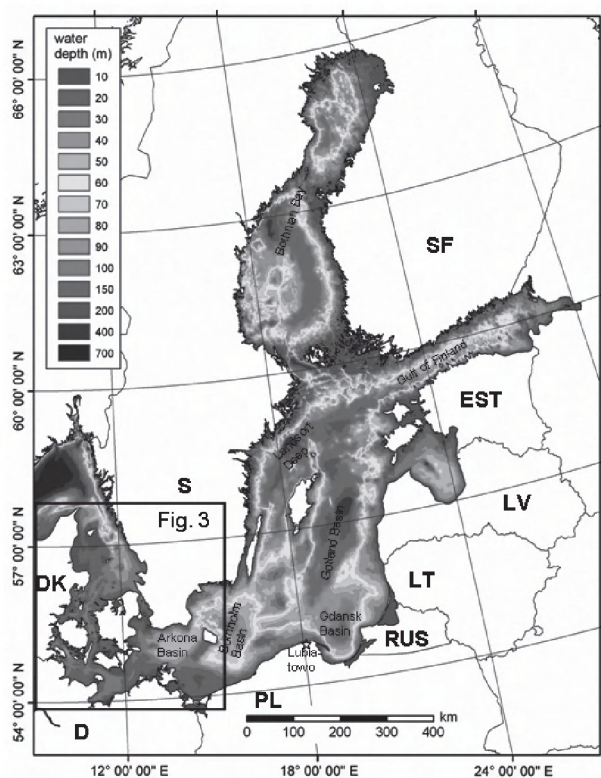 water
depth (m)
10
20
30
40
50
60
70
80
90
100
150
200
400
700
66° 00' 00" N
63° 00' 00" N
60° 00' 00" N
57° 00' 00" N
54° 00' 00" N
Bothnian Bay
SF
Gulf of Finland
EST
Landsort
Deep
S
LV
Fig. 3
Gotland Basin
DK
LT
Gdansk
Basin
RUS
Arkona
Basin
Bornholm
Basin
Lubia-
towo
PL
D
0 100 200 300 400
km
12° 00' 00" E
18° 00' 00" E
24° 00' 00" E